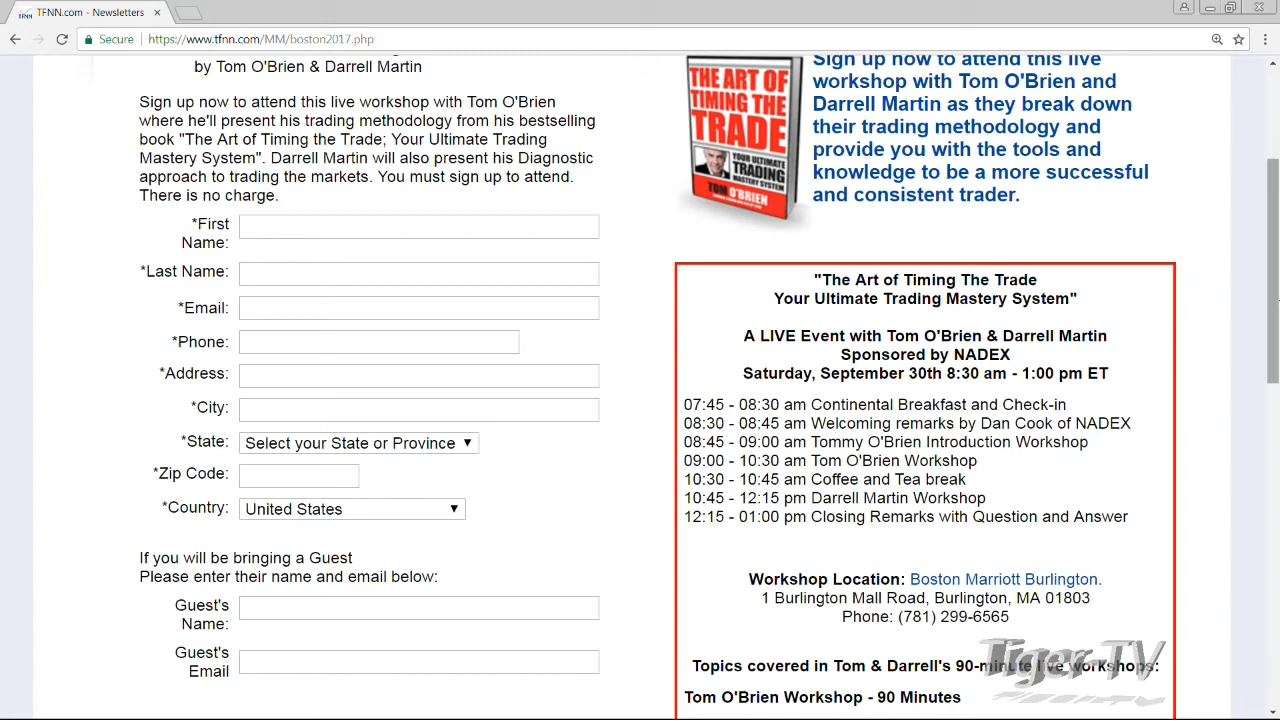 TFNN.com - Newsletters
Secure
https://www.tfnn.com/MM/boston2017.php
by Tom O'Brien & Darrell Martin
Sign up now to attend this live workshop with Tom O'Brien
where he'll present his trading methodology from his bestselling
book "The Art of Timing the Trade; Your Ultimate Trading
Mastery System". Darrell Martin will also present his Diagnostic
approach to trading the markets. You must sign up to attend.
There is no charge.
*First
Name:
*Last Name:
*Email:
*Phone:
*Address:
*City:
*State:
Select your State or Province
*Zip Code:
*Country:
United States
If you will be bringing a Guest
Please enter their name and email below:
Guest's
Name:
Guest's
Email
THE ART OF
TIMING THE
TRADE
YOUR ULTIMATE
TRADING
MASTERY SYSTEM
TOM O'BRIEN
Sign up now to attend this live
workshop with Tom O'Brien and
Darrell Martin as they break down
their trading methodology and
provide you with the tools and
knowledge to be a more successful
and consistent trader.
"The Art of Timing The Trade
Your Ultimate Trading Mastery System"
A LIVE Event with Tom O'Brien & Darrell Martin
Sponsored by NADEX
Saturday, September 30th 8:30 am - 1:00 pm ET
07:45 - 08:30 am Continental Breakfast and Check-in
08:30 - 08:45 am Welcoming remarks by Dan Cook of NADEX
08:45 - 09:00 am Tommy O'Brien Introduction Workshop
09:00 - 10:30 am Tom O'Brien Workshop
10:30 - 10:45 am Coffee and Tea break
10:45 - 12:15 pm Darrell Martin Workshop
12:15 - 01:00 pm Closing Remarks with Question and Answer
Workshop Location: Boston Marriott Burlington.
1 Burlington Mall Road, Burlington, MA 01803
Phone: (781) 299-6565
Topics covered in Tom & Darrell's 90-minute live workshops:
Tom O'Brien Workshop - 90 Minutes
Tiger-TV